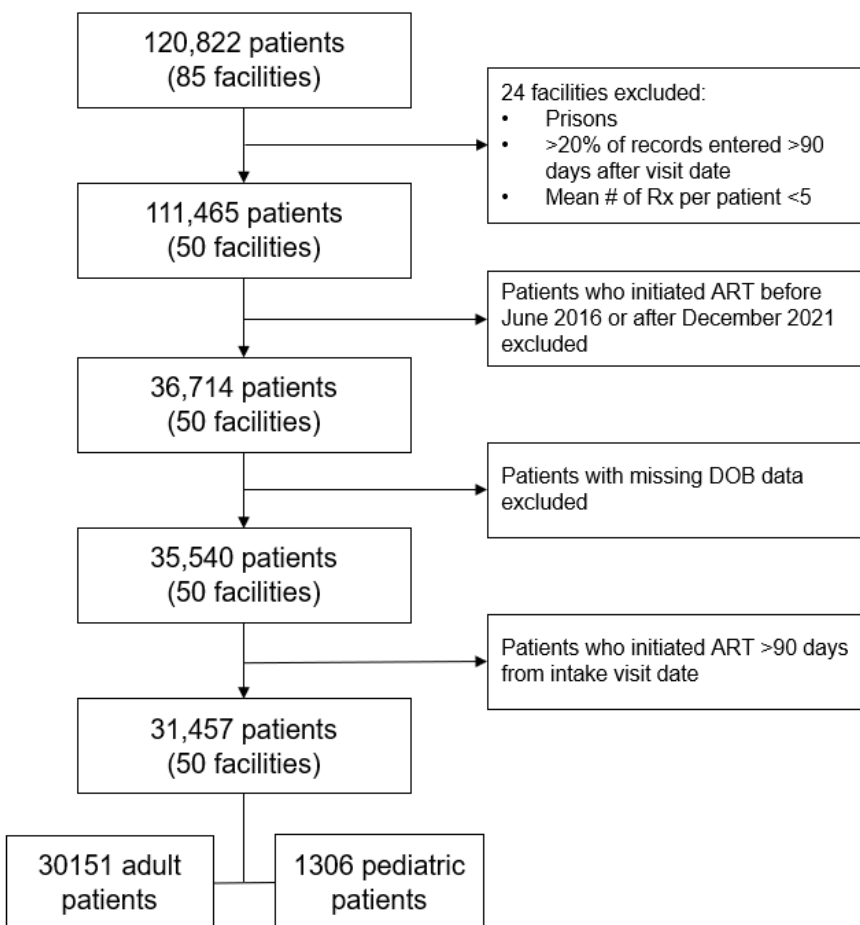 120,822 patients
(85 facilities)
24 facilities excluded:
• Prisons
• >20% of records entered >90
days after visit date
• Mean # of Rx per patient <5
111,465 patients
(50 facilities)
Patients who initiated ART before
June 2016 or after December 2021
excluded
36,714 patients
(50 facilities)
Patients with missing DOB data
excluded
35,540 patients
(50 facilities)
Patients who initiated ART >90 days
from intake visit date
31,457 patients
(50 facilities)
30151 adult
patients
1306 pediatric
patients